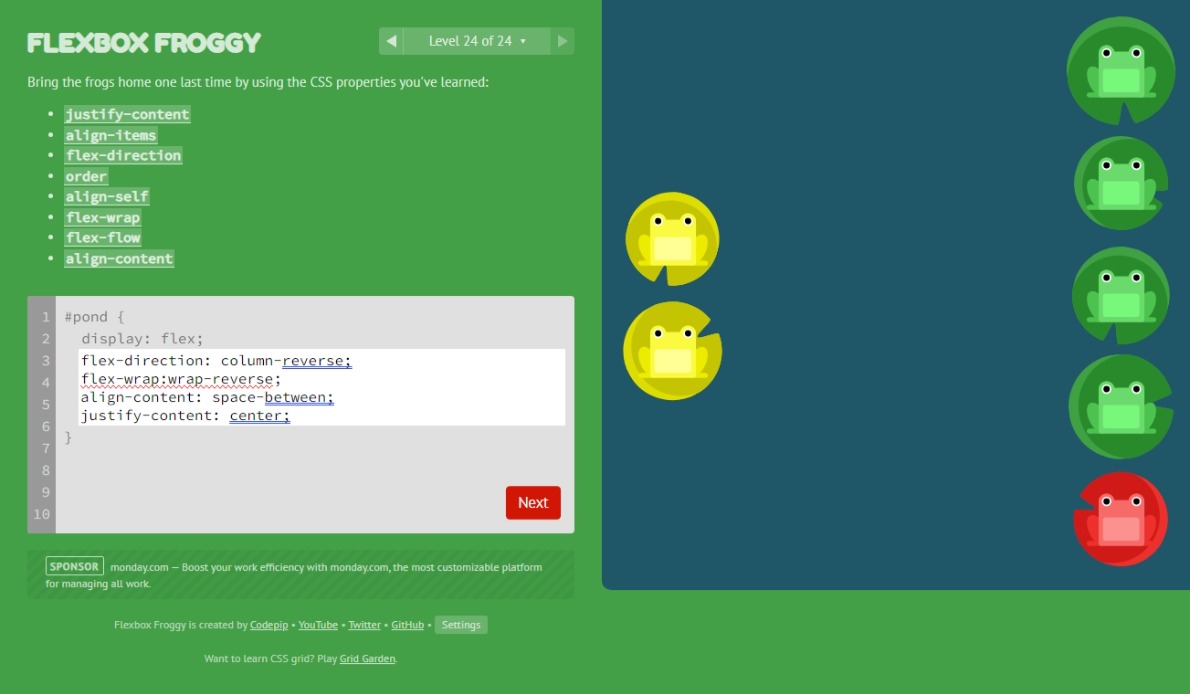 FLEXBOX FROGGY
◀ Level 24 of 24 ▾ ▶
Bring the frogs home one last time by using the CSS properties you've learned:
• justify-content
• align-items
• flex-direction
• order
• align-self
• flex-wrap
• flex-flow
• align-content
1 #pond {
2 display: flex;
3 flex-direction: column-reverse;
4 flex-wrap:wrap-reverse;
5 align-content: space-between;
6 justify-content: center;
7 }
8
9
10
Next
SPONSOR monday.com — Boost your work efficiency with monday.com, the most customizable platform
for managing all work.
Flexbox Froggy is created by Codepip • YouTube • Twitter • GitHub • Settings
Want to learn CSS grid? Play Grid Garden.